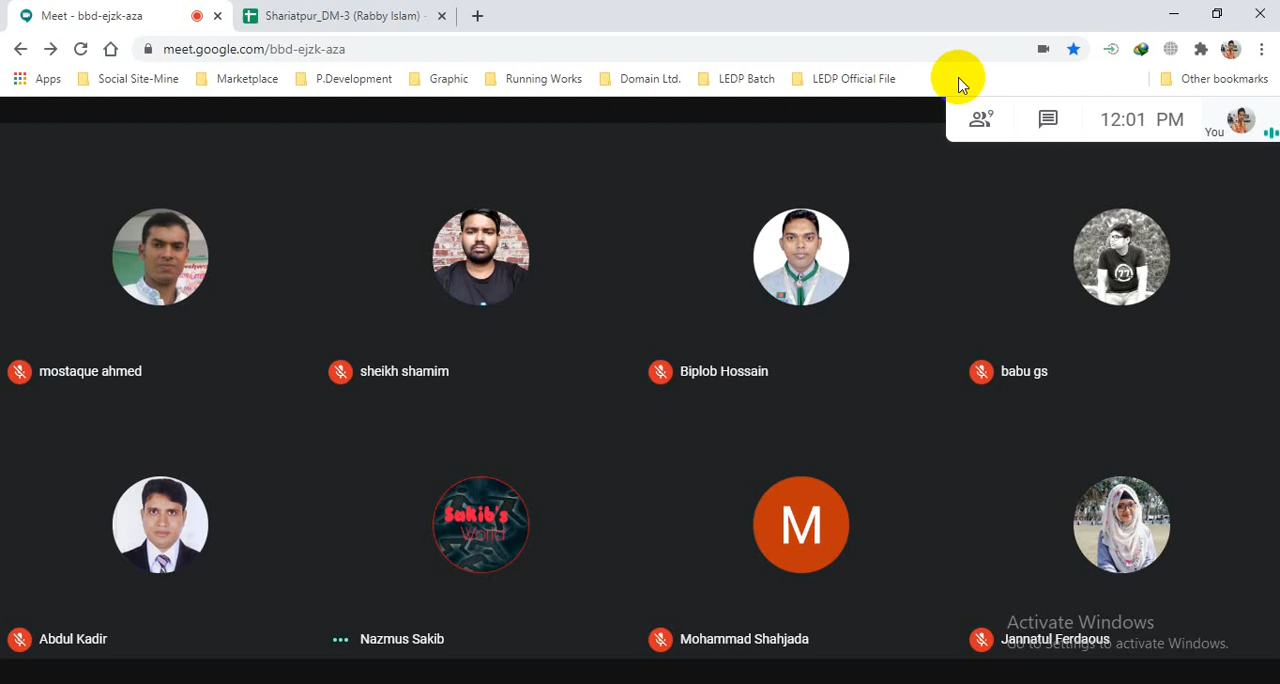 Meet - bbd-ejzk-aza
Shariatpur_DM-3 (Rabby Islam) -
meet.google.com/bbd-ejzk-aza
Apps
Social Site-Mine
Marketplace
P.Development
Graphic
Running Works
Domain Ltd.
LEDP Batch
LEDP Official File
Other bookmarks
9
12:01 PM
You
mostaque ahmed
sheikh shamim
Biplob Hossain
babu gs
Sakib's
World
M
Abdul Kadir
Nazmus Sakib
Mohammad Shahjada
Jannatul Ferdaous
Activate Windows
Go to Settings to activate Windows.